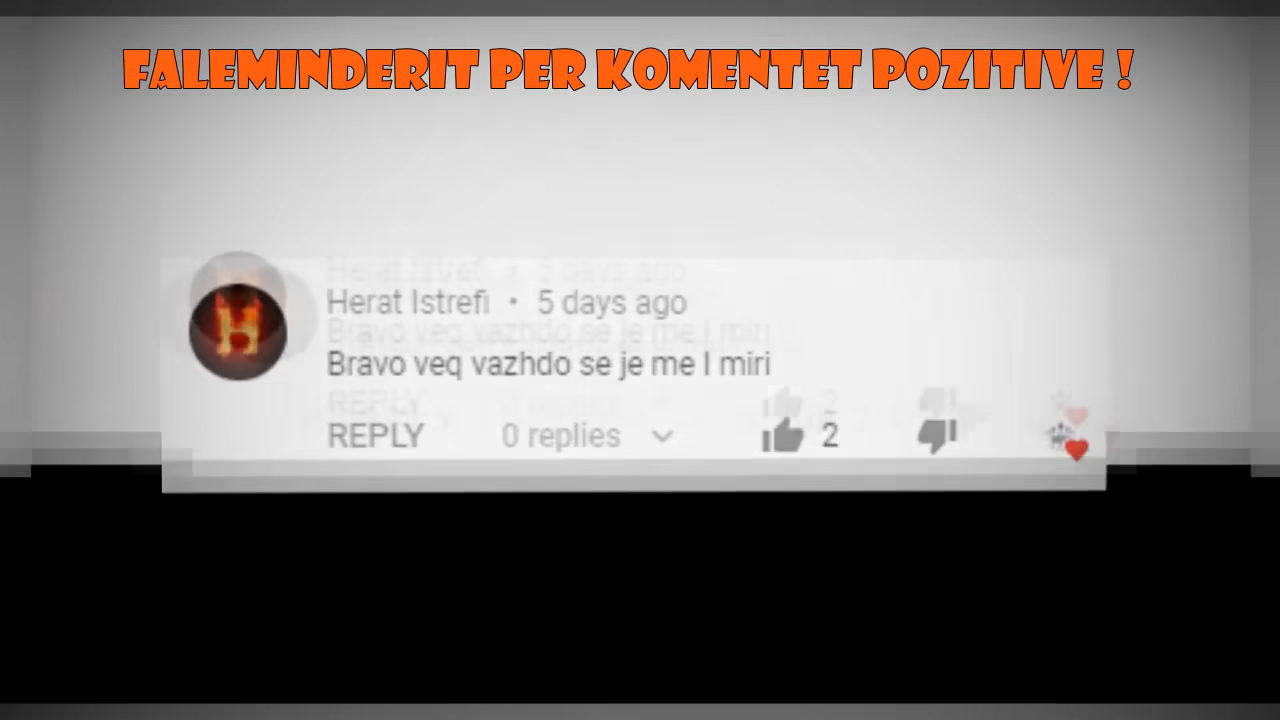 FALEMINDERIT PER KOMENTET POZITIVE !
Herat Istrefi • 5 days ago
Bravo veq vazhdo se je me I miri
REPLY 0 replies 2